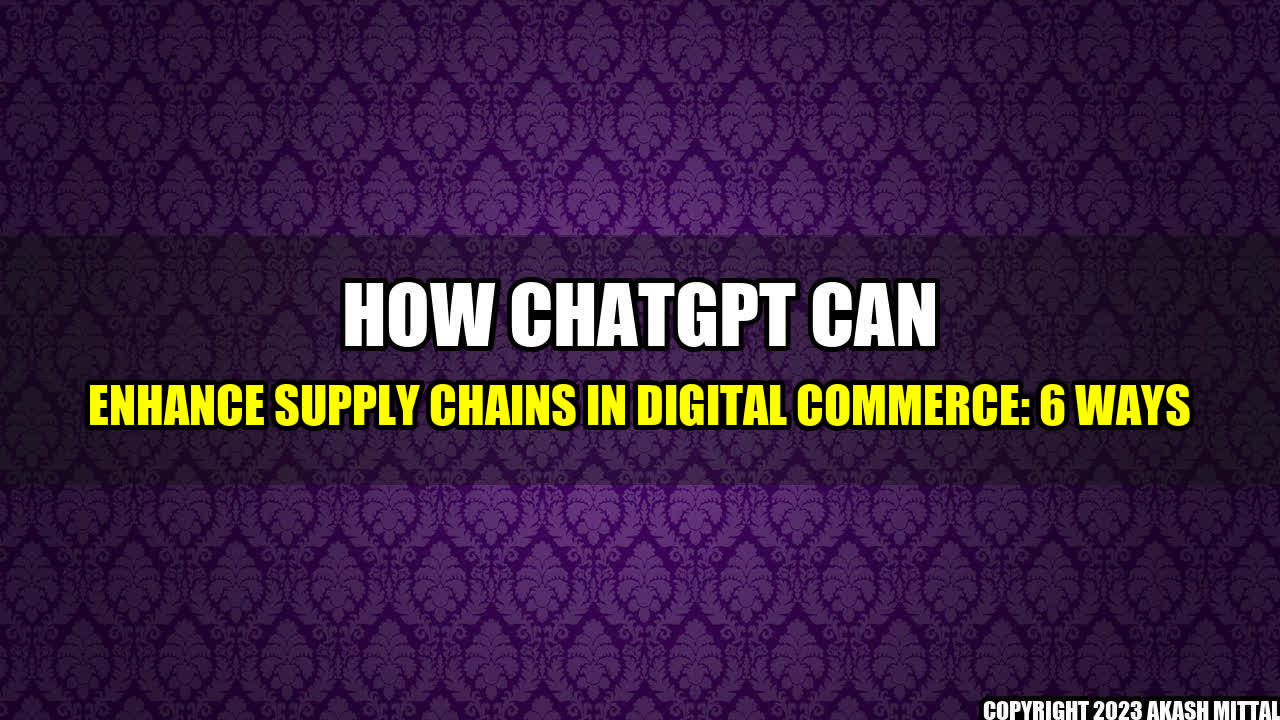 HOW CHATGPT CAN
ENHANCE SUPPLY CHAINS IN DIGITAL COMMERCE: 6 WAYS
COPYRIGHT 2023 AKASH MITTAL